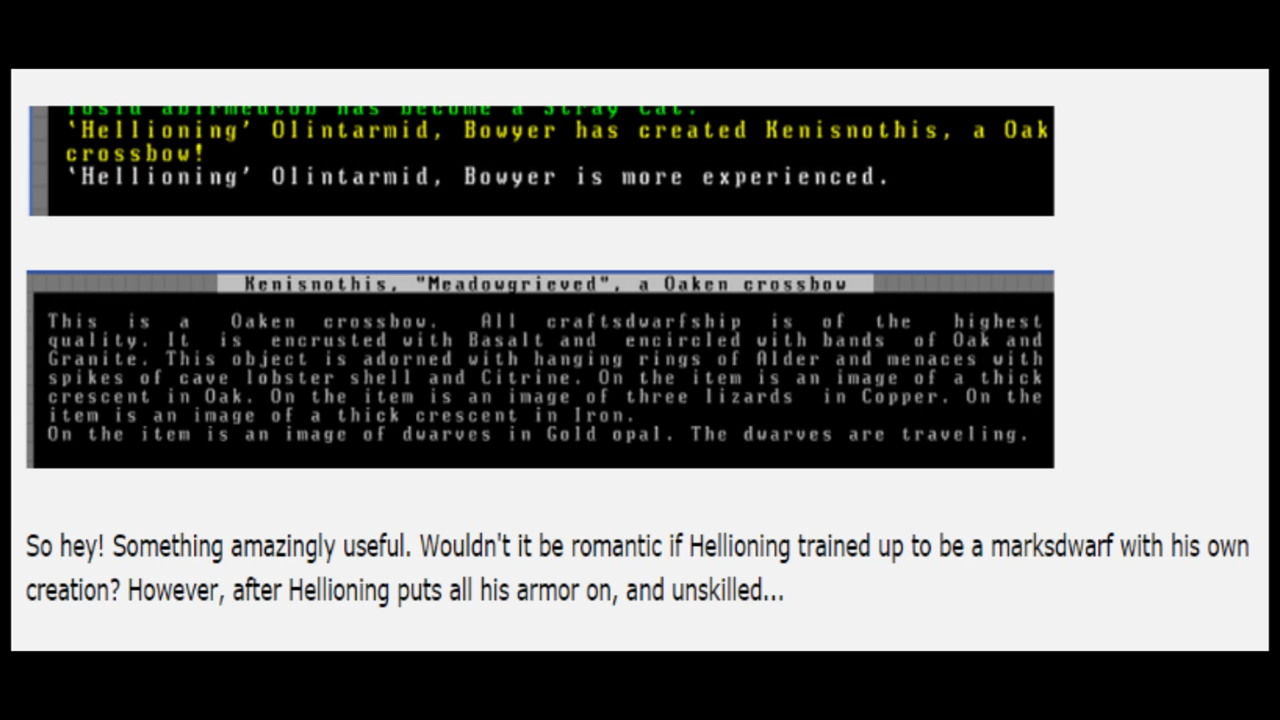 Tosid abirmeutob has become a Stray Cat.
‘Hellioning’ Olintarmid, Bowyer has created Kenisnothis, a Oak
crossbow!
‘Hellioning’ Olintarmid, Bowyer is more experienced.
Kenisnothis, "Meadowgrieved", a Oaken crossbow
This is a Oaken crossbow. All craftsdwarfship is of the highest
quality. It is encrusted with Basalt and encircled with bands of Oak and
Granite. This object is adorned with hanging rings of Alder and menaces with
spikes of cave lobster shell and Citrine. On the item is an image of a thick
crescent in Oak. On the item is an image of three lizards in Copper. On the
item is an image of a thick crescent in Iron.
On the item is an image of dwarves in Gold opal. The dwarves are traveling.
So hey! Something amazingly useful. Wouldn't it be romantic if Hellioning trained up to be a marksdwarf with his own
creation? However, after Hellioning puts all his armor on, and unskilled...